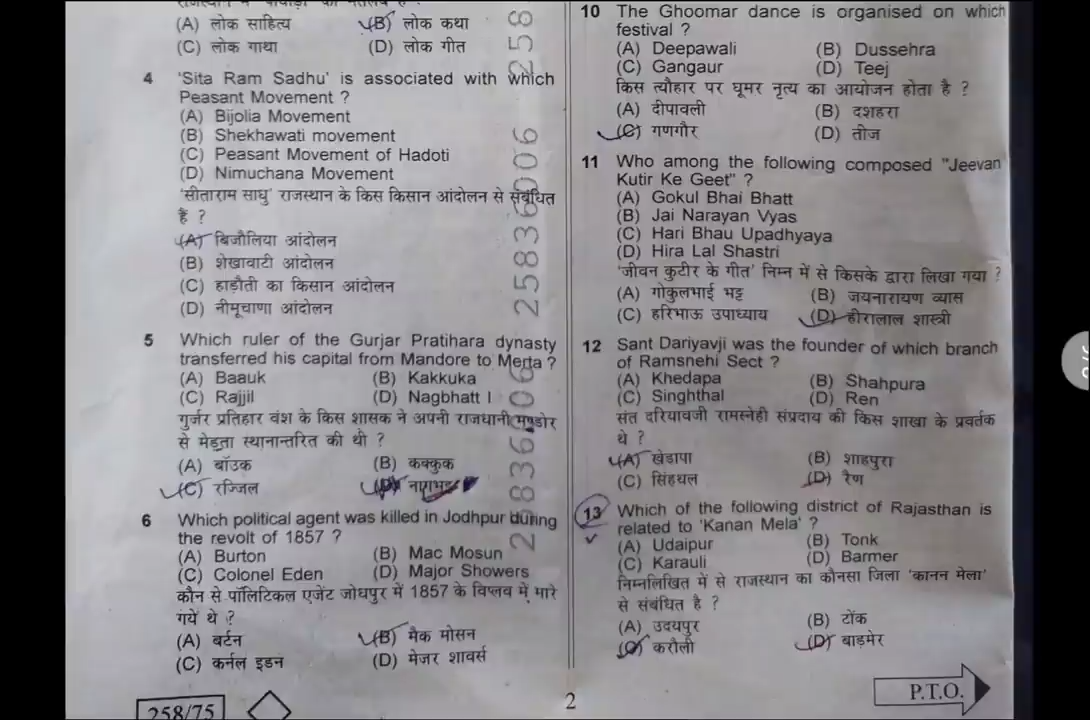 (A) लोक साहित्य (B) लोक कथा
(C) लोक गाथा (D) लोक गीत
4 'Sita Ram Sadhu' is associated with which
Peasant Movement ?
(A) Bijolia Movement
(B) Shekhawati movement
(C) Peasant Movement of Hadoti
(D) Nimuchana Movement
'सीताराम साधु' राजस्थान के किस किसान आंदोलन से संबंधित
है ?
(A) बिजौलिया आंदोलन
(B) शेखावाटी आंदोलन
(C) हाड़ौती का किसान आंदोलन
(D) नीमूचाणा आंदोलन
5 Which ruler of the Gurjar Pratihara dynasty
transferred his capital from Mandore to Merta ?
(A) Baauk (B) Kakkuka
(C) Rajjil (D) Nagbhatt I
गुर्जर प्रतिहार वंश के किस शासक ने अपनी राजधानी मण्डोर
से मेड़ता स्थानान्तरित की थी ?
(A) बॉउक (B) कक्कुक
(C) रज्जिल (D)
6 Which political agent was killed in Jodhpur during
the revolt of 1857 ?
(A) Burton (B) Mac Mosun
(C) Colonel Eden (D) Major Showers
कौन से पॉलिटिकल एजेंट जोधपुर में 1857 के विप्लव में मारे
गये थे ?
(A) बर्टन (B) मैक मोसन
(C) कर्नल इडन (D) मेजर शावर्स
258/75
258
25836006
25836006
10 The Ghoomar dance is organised on which
festival ?
(A) Deepawali (B) Dussehra
(C) Gangaur (D) Teej
किस त्यौहार पर घूमर नृत्य का आयोजन होता है ?
(A) दीपावली (B) दशहरा
(C) गणगौर (D) तीज
11 Who among the following composed "Jeevan
Kutir Ke Geet" ?
(A) Gokul Bhai Bhatt
(B) Jai Narayan Vyas
(C) Hari Bhau Upadhyaya
(D) Hira Lal Shastri
'जीवन कुटीर के गीत' निम्न में से किसके द्वारा लिखा गया ?
(A) गोकुलभाई भट्ट (B) जयनारायण व्यास
(C) हरिभाऊ उपाध्याय (D) हीरालाल शास्त्री
12 Sant Dariyavji was the founder of which branch
of Ramsnehi Sect ?
(A) Khedapa (B) Shahpura
(C) Singhthal (D) Ren
संत दरियावजी रामस्नेही संप्रदाय की किस शाखा के प्रवर्तक
थे ?
(A) खेडापा (B) शाहपुरा
(C) सिंहथल (D) रैण
13 Which of the following district of Rajasthan is
related to 'Kanan Mela' ?
(A) Udaipur (B) Tonk
(C) Karauli (D) Barmer
निम्नलिखित में से राजस्थान का कौनसा जिला 'कानन मेला'
से संबंधित है ?
(A) उदयपुर (B) टोंक
(C) करौली (D) बाड़मेर
2
P.T.O.